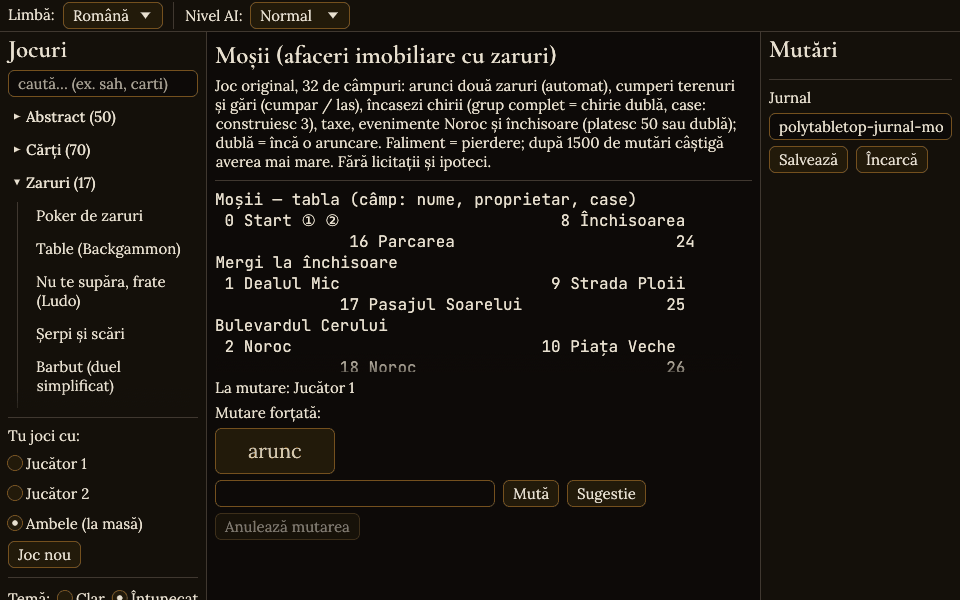 Limbă:
Română ▼
Nivel AI:
Normal ▼
Jocuri
caută... (ex. sah, carti)
▸ Abstract (50)
▸ Cărți (70)
▾ Zaruri (17)
Poker de zaruri
Table (Backgammon)
Nu te supăra, frate
(Ludo)
Șerpi și scări
Barbut (duel
simplificat)
Tu joci cu:
Jucător 1
Jucător 2
Ambele (la masă)
Joc nou
Temă: Clar Întunecat
Moșii (afaceri imobiliare cu zaruri)
Joc original, 32 de câmpuri: arunci două zaruri (automat), cumperi terenuri
și gări (cumpar / las), încasezi chirii (grup complet = chirie dublă, case:
construiesc 3), taxe, evenimente Noroc și închisoare (platesc 50 sau dublă);
dublă = încă o aruncare. Faliment = pierdere; după 1500 de mutări câștigă
averea mai mare. Fără licitații și ipoteci.
Moșii — tabla (câmp: nume, proprietar, case)
0 Start ① ② 8 Închisoarea
16 Parcarea 24
Mergi la închisoare
1 Dealul Mic 9 Strada Ploii
17 Pasajul Soarelui 25
Bulevardul Cerului
2 Noroc 10 Piața Veche
18 Noroc 26
La mutare: Jucător 1
Mutare forțată:
arunc
Mută
Sugestie
Anulează mutarea
Mutări
Jurnal
polytabletop-jurnal-mo
Salvează
Încarcă